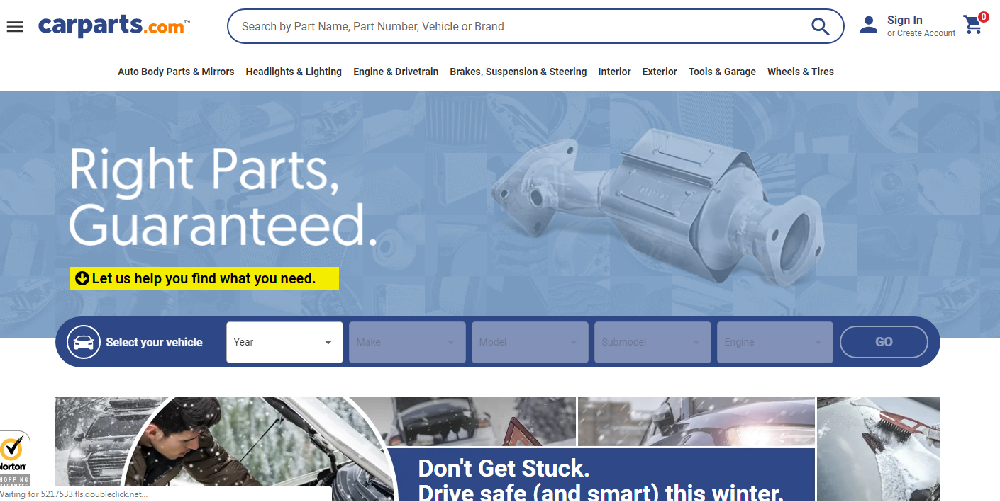 carparts.com™
Search by Part Name, Part Number, Vehicle or Brand
Sign In
or Create Account
0
Auto Body Parts & Mirrors Headlights & Lighting Engine & Drivetrain Brakes, Suspension & Steering Interior Exterior Tools & Garage Wheels & Tires
Right Parts,
Guaranteed.
Let us help you find what you need.
Select your vehicle Year Make Model Submodel Engine GO
Don't Get Stuck.
Drive safe (and smart) this winter.
Norton
SHOPPING
GUARANTEE
Waiting for 5217533.fls.doubleclick.net...